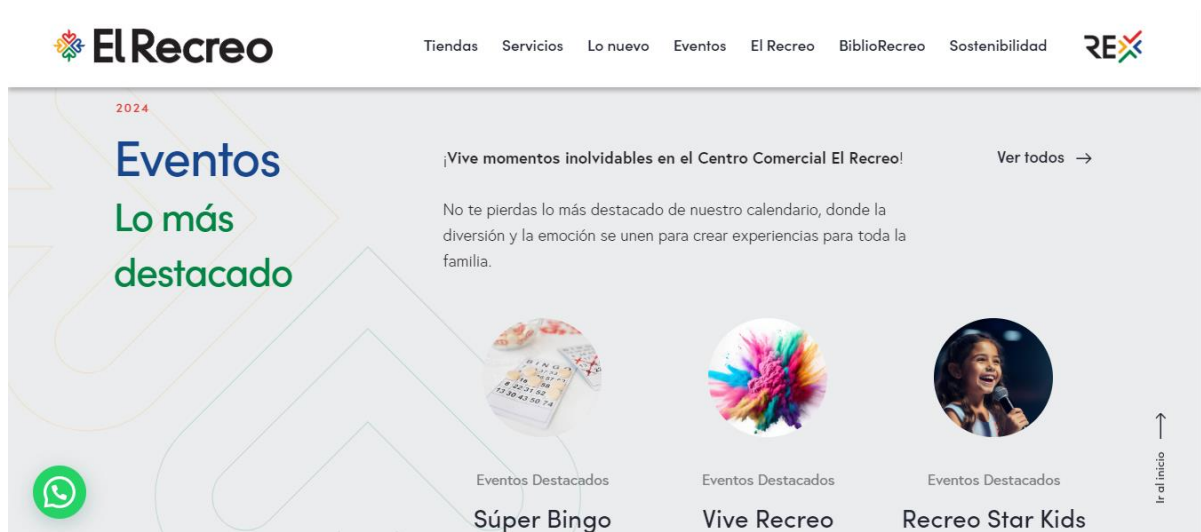 El Recreo
Tiendas Servicios Lo nuevo Eventos El Recreo BiblioRecreo Sostenibilidad
REX
2024
Eventos
Lo más
destacado
¡Vive momentos inolvidables en el Centro Comercial El Recreo!
Ver todos →
No te pierdas lo más destacado de nuestro calendario, donde la
diversión y la emoción se unen para crear experiencias para toda la
familia.
BINGO
Eventos Destacados
Súper Bingo
Eventos Destacados
Vive Recreo
Eventos Destacados
Recreo Star Kids
Ir al inicio